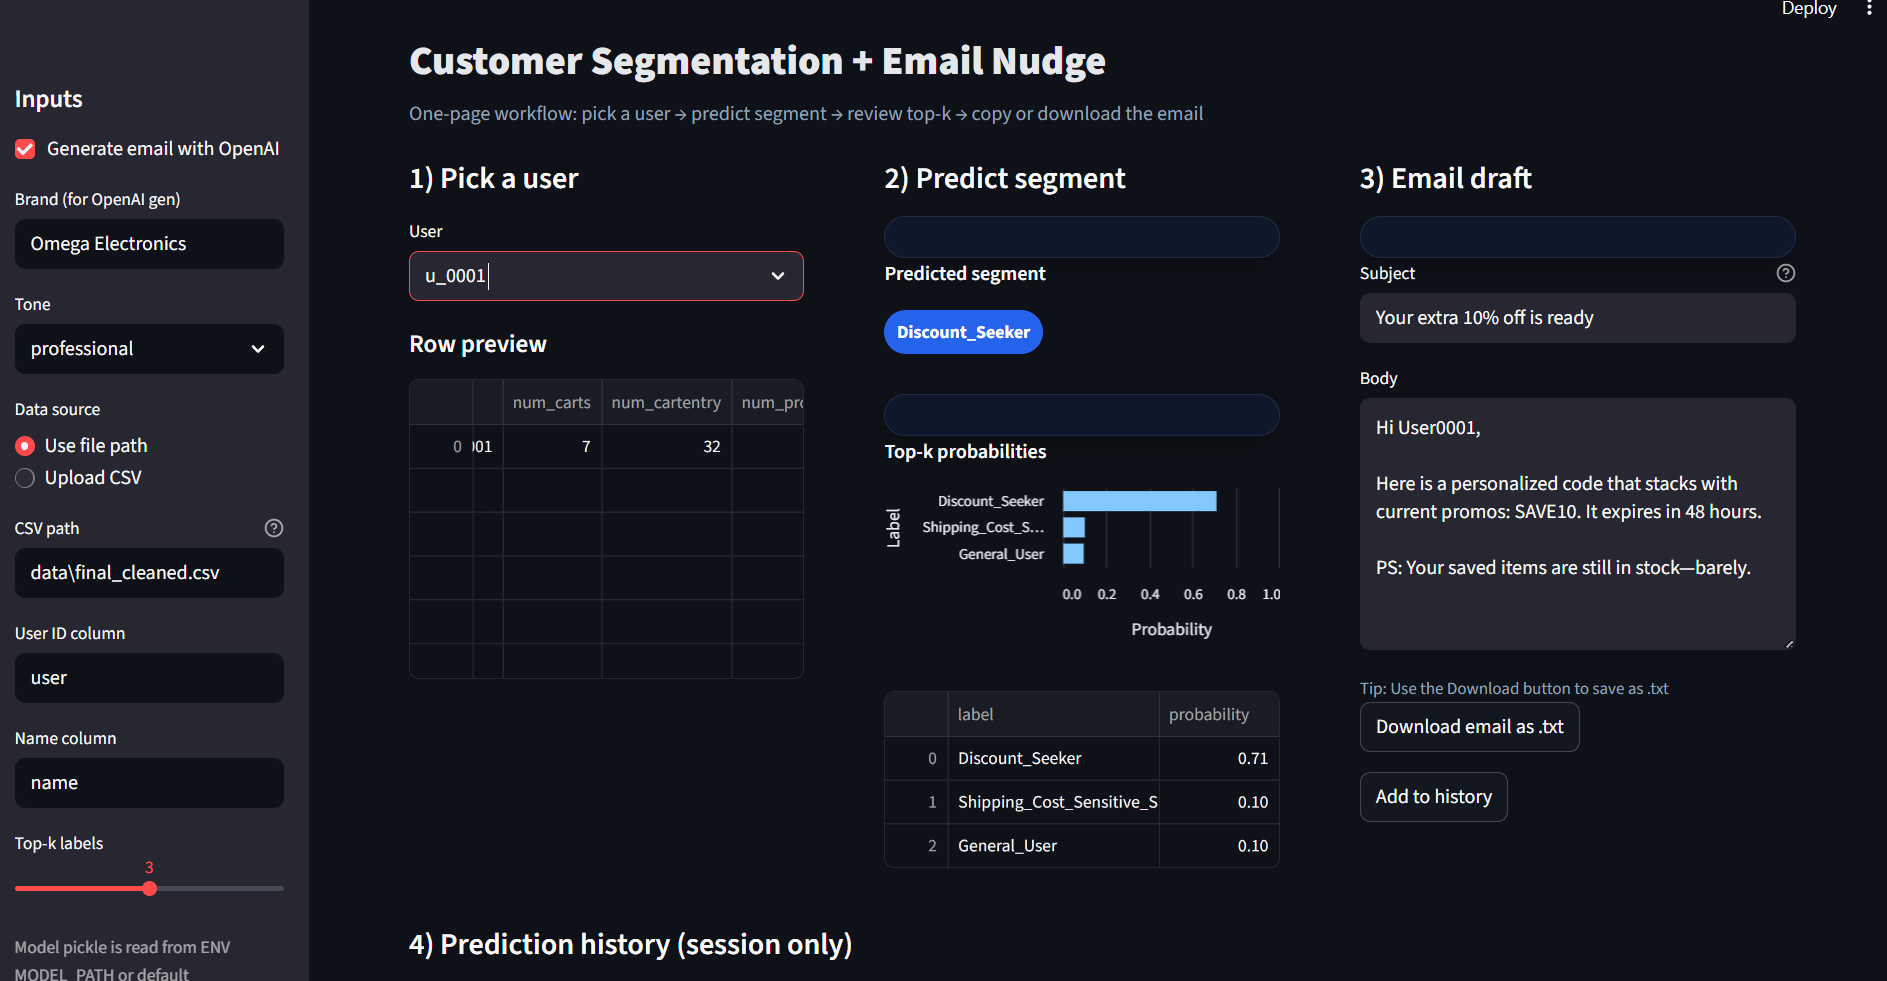 Deploy
Inputs
Generate email with OpenAI
Brand (for OpenAI gen)
Omega Electronics
Tone
professional
Data source
Use file path
Upload CSV
CSV path
data\final_cleaned.csv
User ID column
user
Name column
name
Top-k labels
3
Model pickle is read from ENV
MODEL_PATH or default
Customer Segmentation + Email Nudge
One-page workflow: pick a user → predict segment → review top-k → copy or download the email
1) Pick a user
User
u_0001
Row preview
num_carts num_cartentry num_pro
0 001 7 32
2) Predict segment
Predicted segment
Discount_Seeker
Top-k probabilities
Label
Discount_Seeker
Shipping_Cost_S...
General_User
0.0 0.2 0.4 0.6 0.8 1.0
Probability
label probability
0 Discount_Seeker 0.71
1 Shipping_Cost_Sensitive_S 0.10
2 General_User 0.10
3) Email draft
Subject
Your extra 10% off is ready
Body
Hi User0001,
Here is a personalized code that stacks with
current promos: SAVE10. It expires in 48 hours.
PS: Your saved items are still in stock—barely.
Tip: Use the Download button to save as .txt
Download email as .txt
Add to history
4) Prediction history (session only)